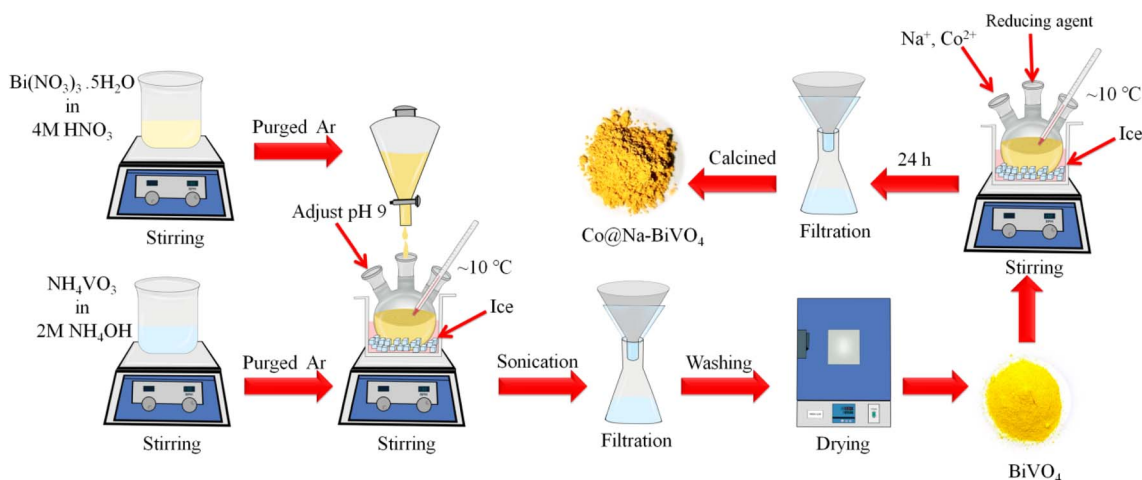 Bi(NO₃)₃ .5H₂O
in
4M HNO₃
Stirring
Purged Ar
NH₄VO₃
in
2M NH₄OH
Stirring
Purged Ar
Adjust pH 9
~10 °C
Ice
Stirring
Sonication
Filtration
Washing
Drying
BiVO₄
Na⁺, Co²⁺
Reducing agent
~10 °C
Ice
Stirring
24 h
Filtration
Calcined
Co@Na-BiVO₄